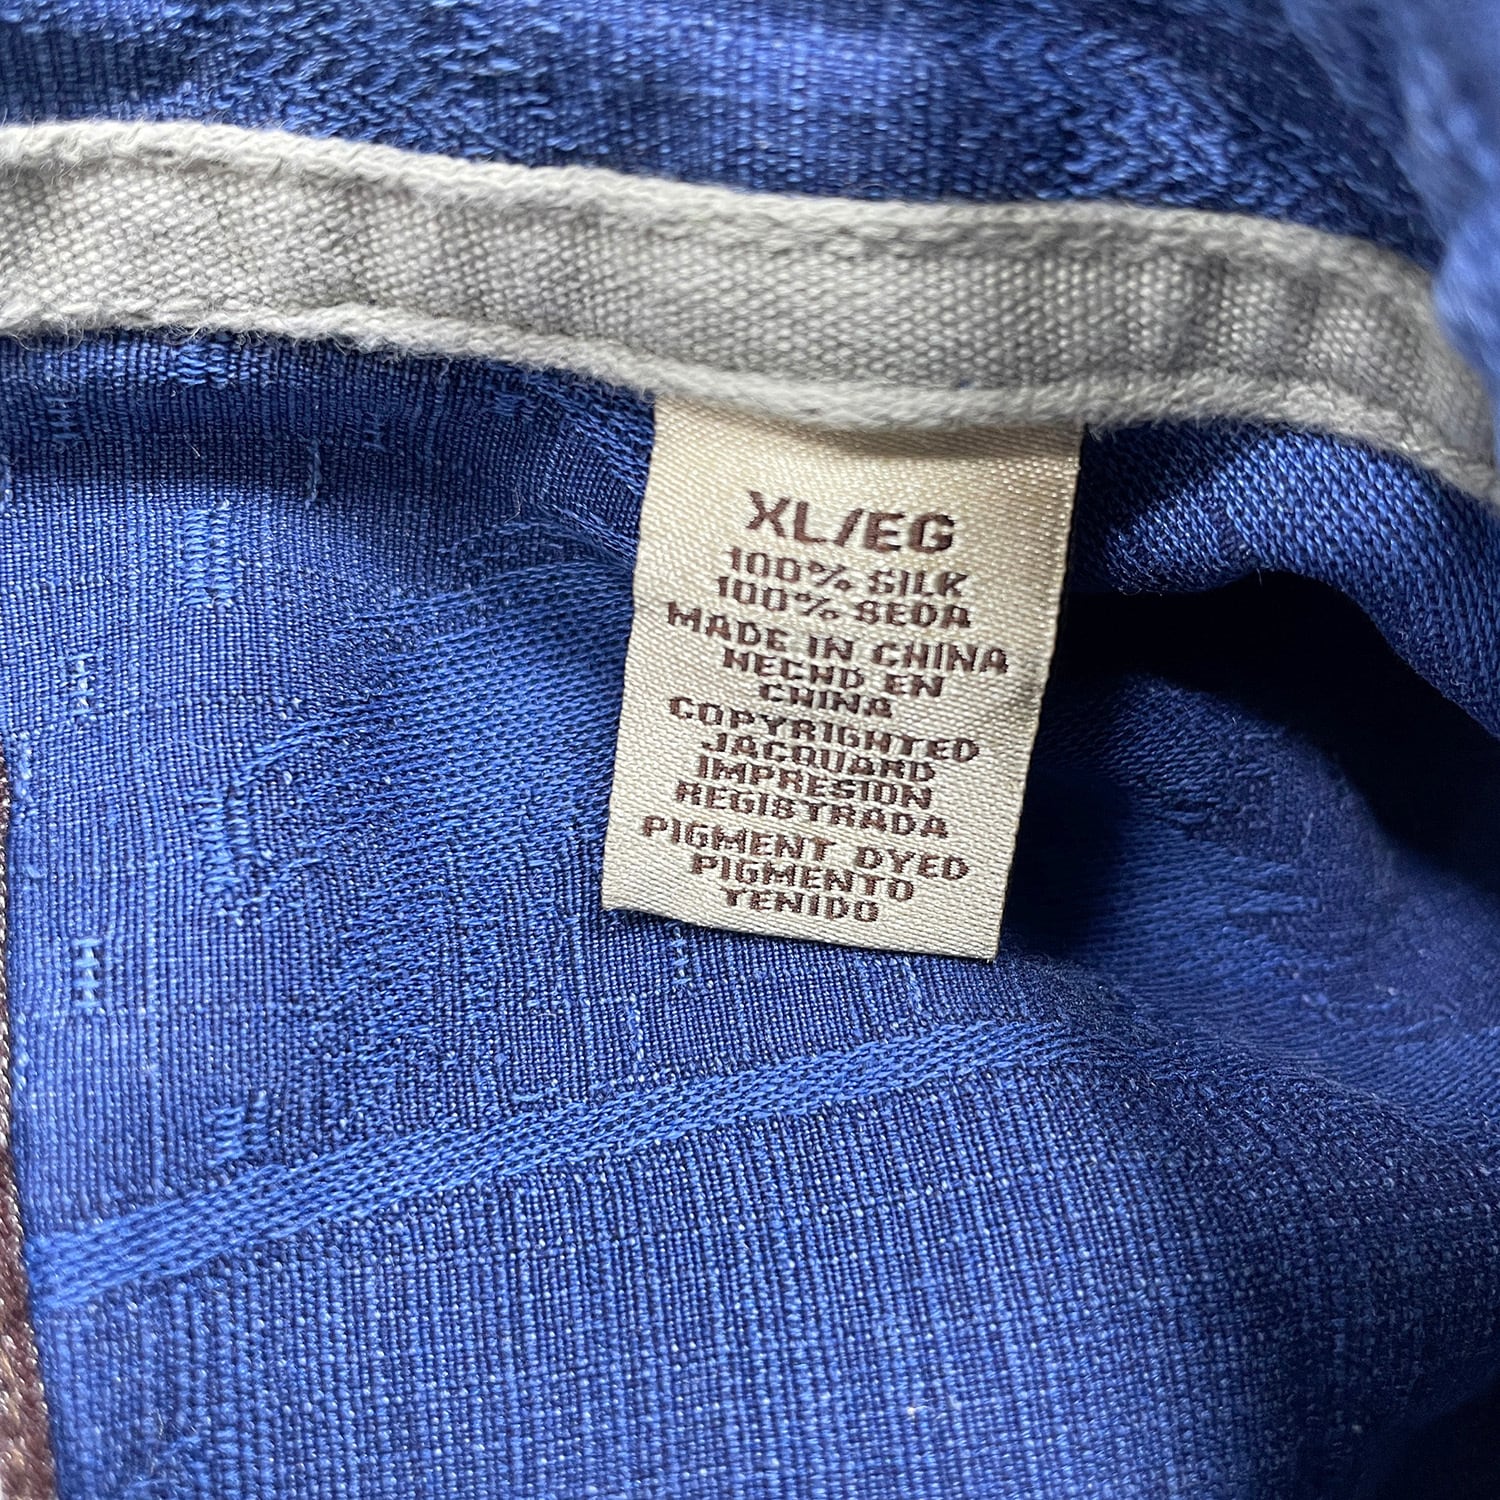 XL/EG
100% SILK
100% SEDA
MADE IN CHINA
HECHO EN
CHINA
COPYRIGHTED
JACQUARD
IMPRESION
REGISTRADA
PIGMENT DYED
PIGMENTO
TENIDO